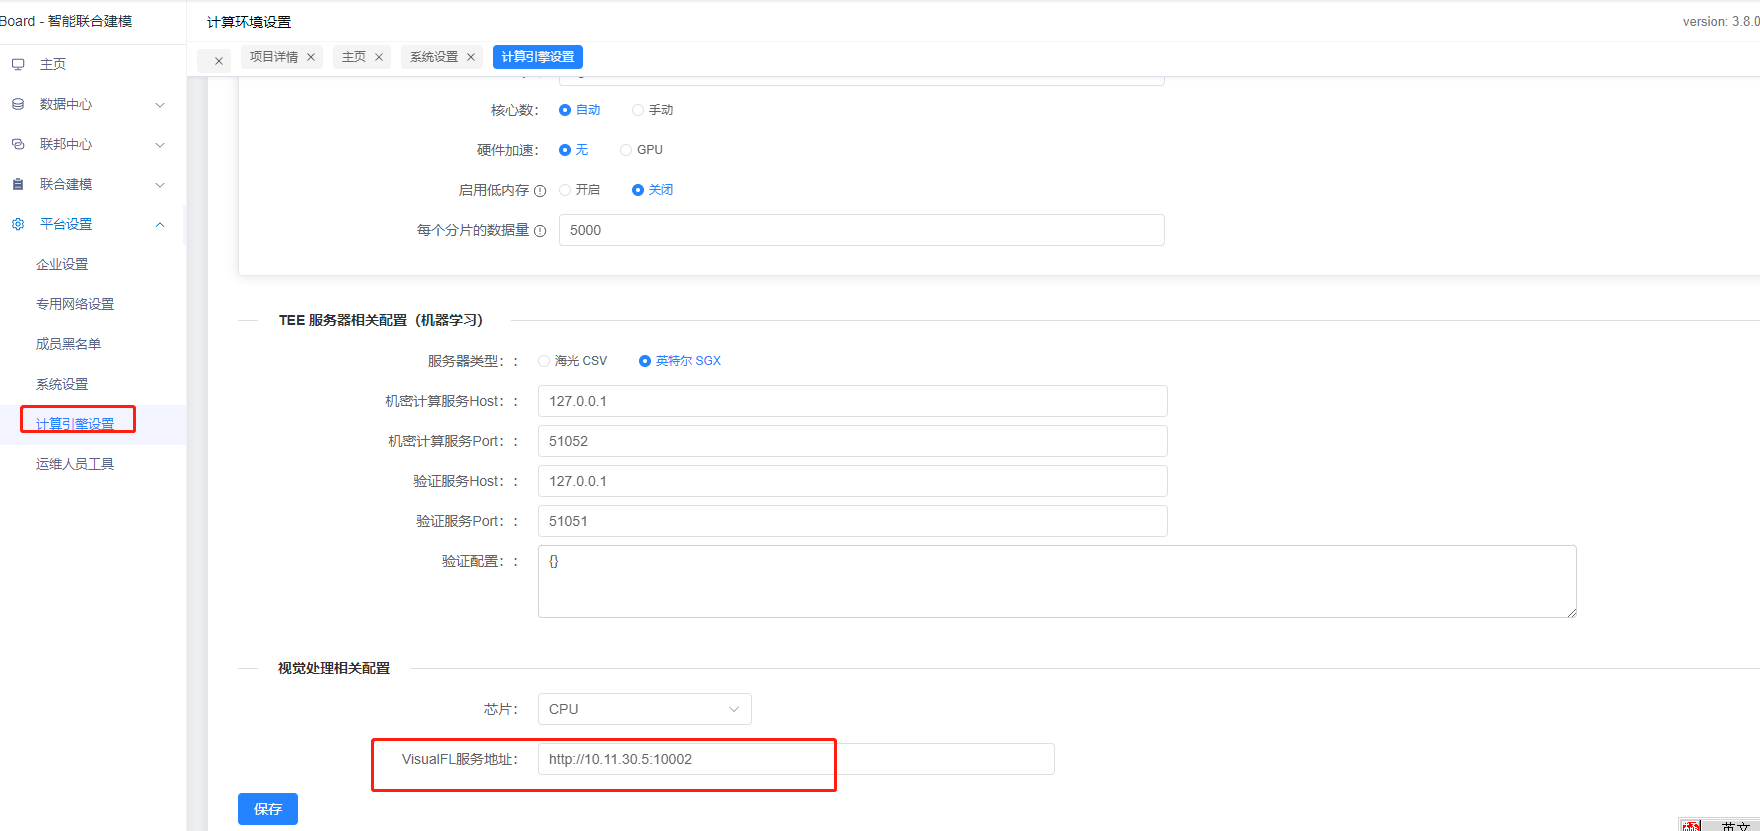 Board - 智能联合建模
计算环境设置
version: 3.8.0
项目详情
主页
系统设置
计算引擎设置
主页
数据中心
联邦中心
联合建模
平台设置
企业设置
专用网络设置
成员黑名单
系统设置
计算引擎设置
运维人员工具
核心数： 自动 手动
硬件加速： 无 GPU
启用低内存 开启 关闭
每个分片的数据量 5000
TEE 服务器相关配置（机器学习）
服务器类型：： 海光 CSV 英特尔 SGX
机密计算服务Host：： 127.0.0.1
机密计算服务Port：： 51052
验证服务Host：： 127.0.0.1
验证服务Port：： 51051
验证配置：： {}
视觉处理相关配置
芯片： CPU
VisualFL服务地址： http://10.11.30.5:10002
保存
英文